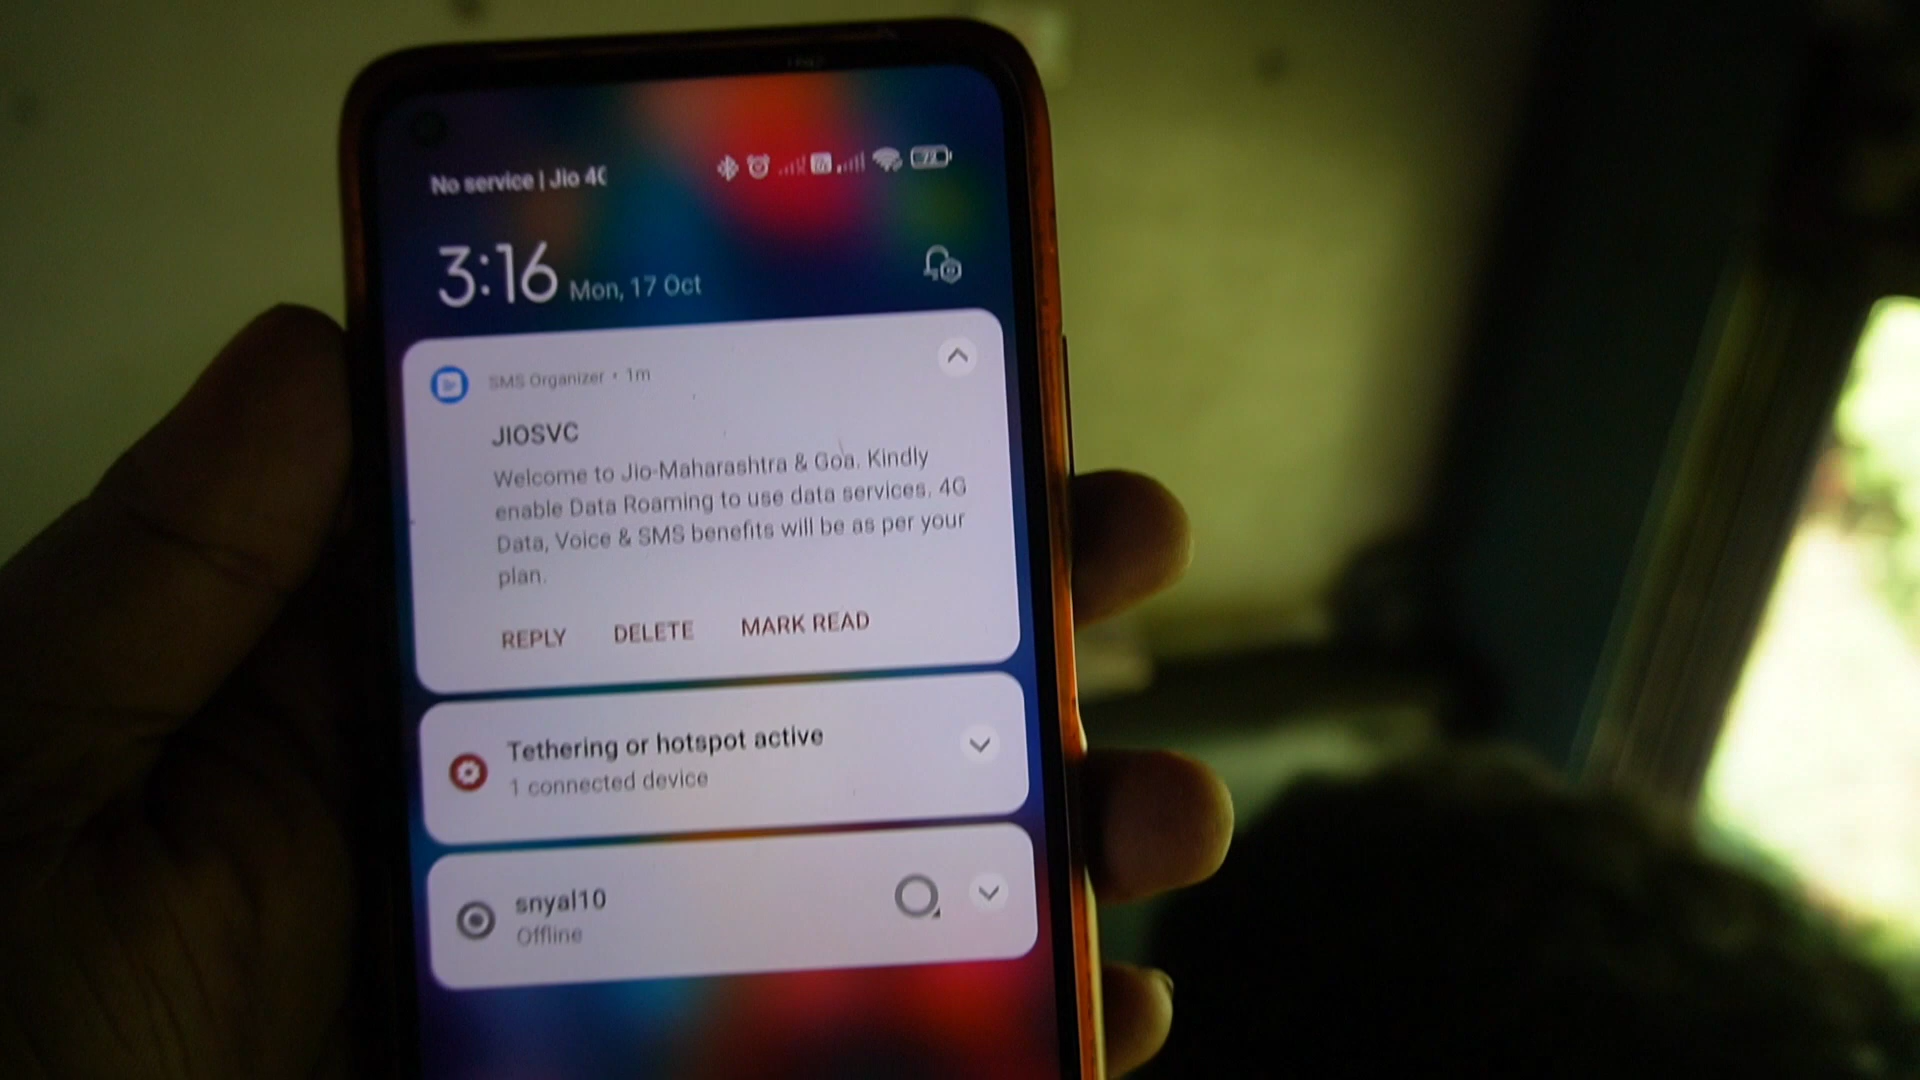 No service | Jio 4G
3:16 Mon, 17 Oct
SMS Organizer • 1m
JIOSVC
Welcome to Jio-Maharashtra & Goa. Kindly
enable Data Roaming to use data services. 4G
Data, Voice & SMS benefits will be as per your
plan.
REPLY DELETE MARK READ
Tethering or hotspot active
1 connected device
snyal10
Offline